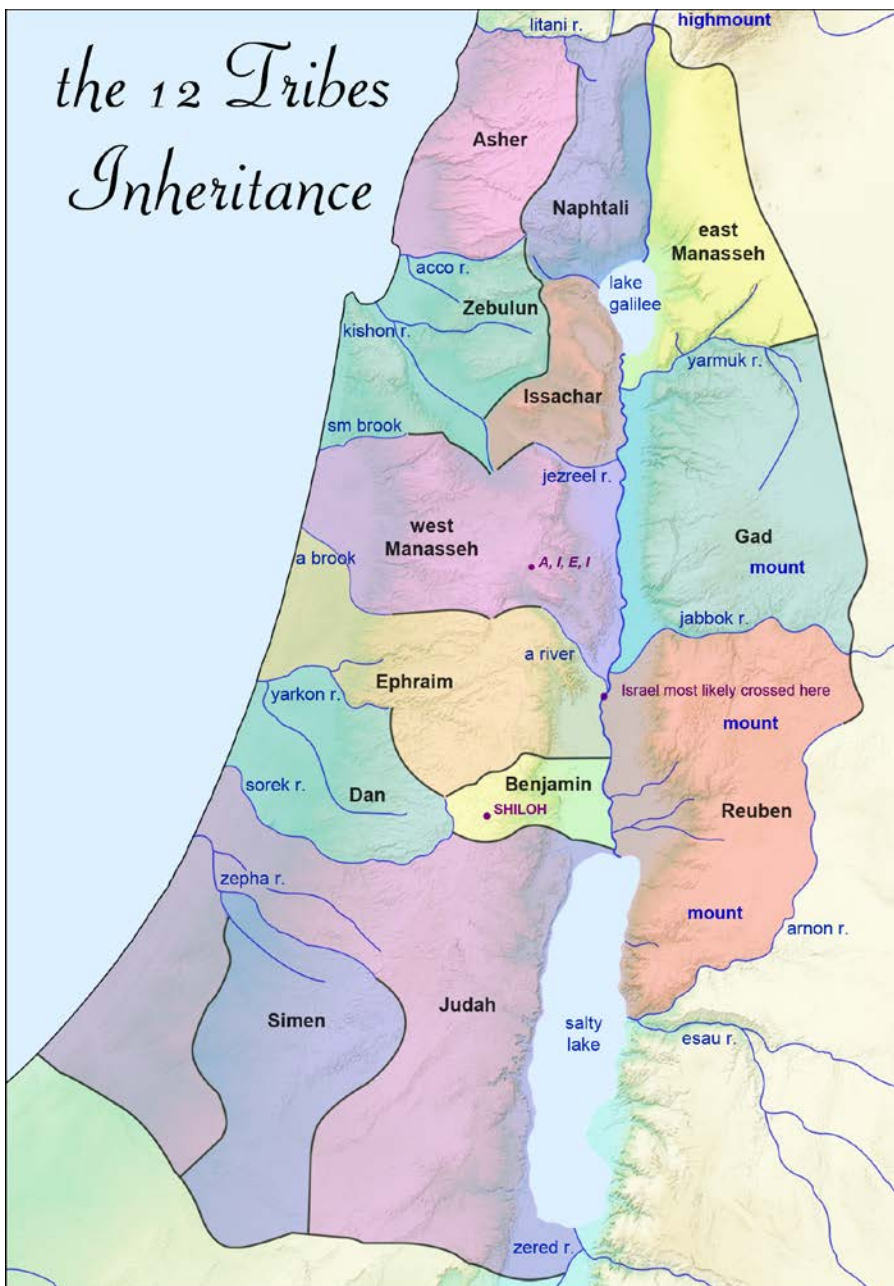 the 12 Tribes
Inheritance
litani r.
highmount
Asher
Naphtali
east
Manasseh
acco r.
lake
galilee
Zebulun
kishon r.
yarmuk r.
Issachar
sm brook
jezreel r.
west
Manasseh
Gad
a brook
A, I, E, I
mount
jabbok r.
a river
Ephraim
yarkon r.
Israel most likely crossed here
mount
sorek r.
Dan
Benjamin
SHILOH
Reuben
zepha r.
mount
arnon r.
Simen
Judah
salty
lake
esau r.
zered r.